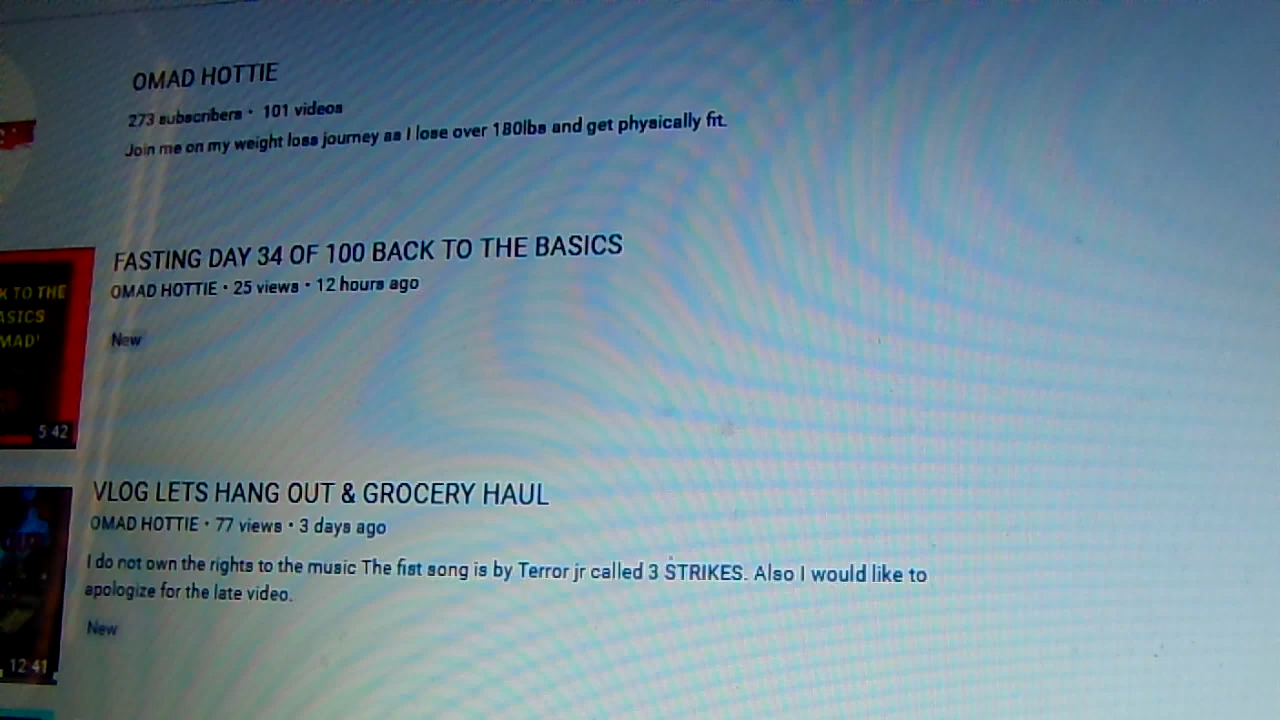 OMAD HOTTIE
273 subscribers • 101 videos
Join me on my weight loss journey as I lose over 180lbs and get physically fit.
FASTING DAY 34 OF 100 BACK TO THE BASICS
OMAD HOTTIE • 25 views • 12 hours ago
New
K TO THE
ASICS
MAD'
5:42
VLOG LETS HANG OUT & GROCERY HAUL
OMAD HOTTIE • 77 views • 3 days ago
I do not own the rights to the music The fist song is by Terror jr called 3 STRIKES. Also I would like to
apologize for the late video.
New
12:41